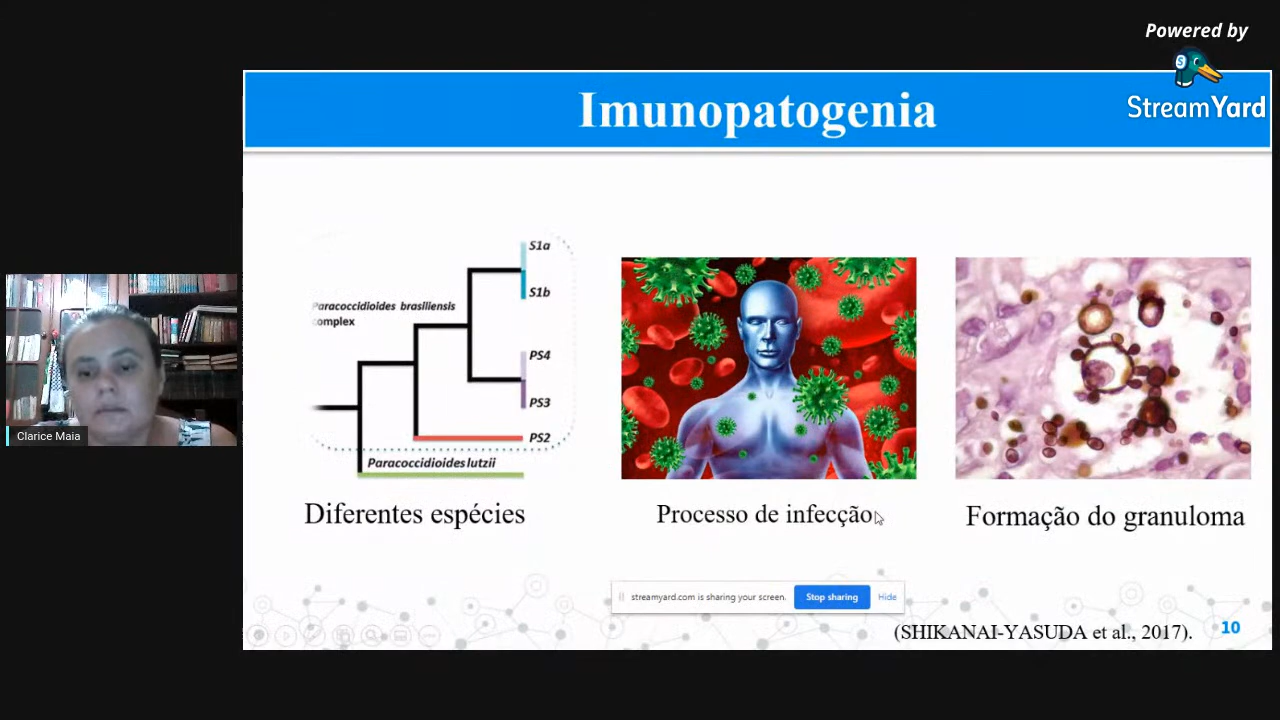 Powered by
StreamYard
Imunopatogenia
S1a
S1b
Paracoccidioides brasiliensis
complex
PS4
PS3
PS2
Paracoccidioides lutzii
Clarice Maia
Diferentes espécies
Processo de infecção
Formação do granuloma
streamyard.com is sharing your screen.
Stop sharing
Hide
(SHIKANAI-YASUDA et al., 2017).
10